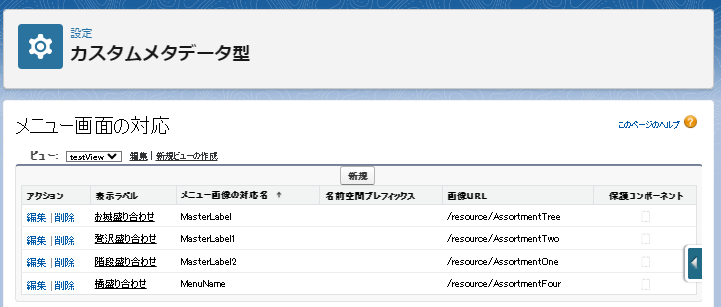 設定
カスタムメタデータ型
メニュー画面の対応
このページのヘルプ ?
ビュー: testView 編集 | 新規ビューの作成
新規
アクション 表示ラベル メニュー画像の対応名 ↑ 名前空間プレフィックス 画像URL 保護コンポーネント
編集 | 削除 お城盛り合わせ MasterLabel /resource/AssortmentTree
編集 | 削除 贅沢盛り合わせ MasterLabel1 /resource/AssortmentTwo
編集 | 削除 階段盛り合わせ MasterLabel2 /resource/AssortmentOne
編集 | 削除 橋盛り合わせ MenuName /resource/AssortmentFour